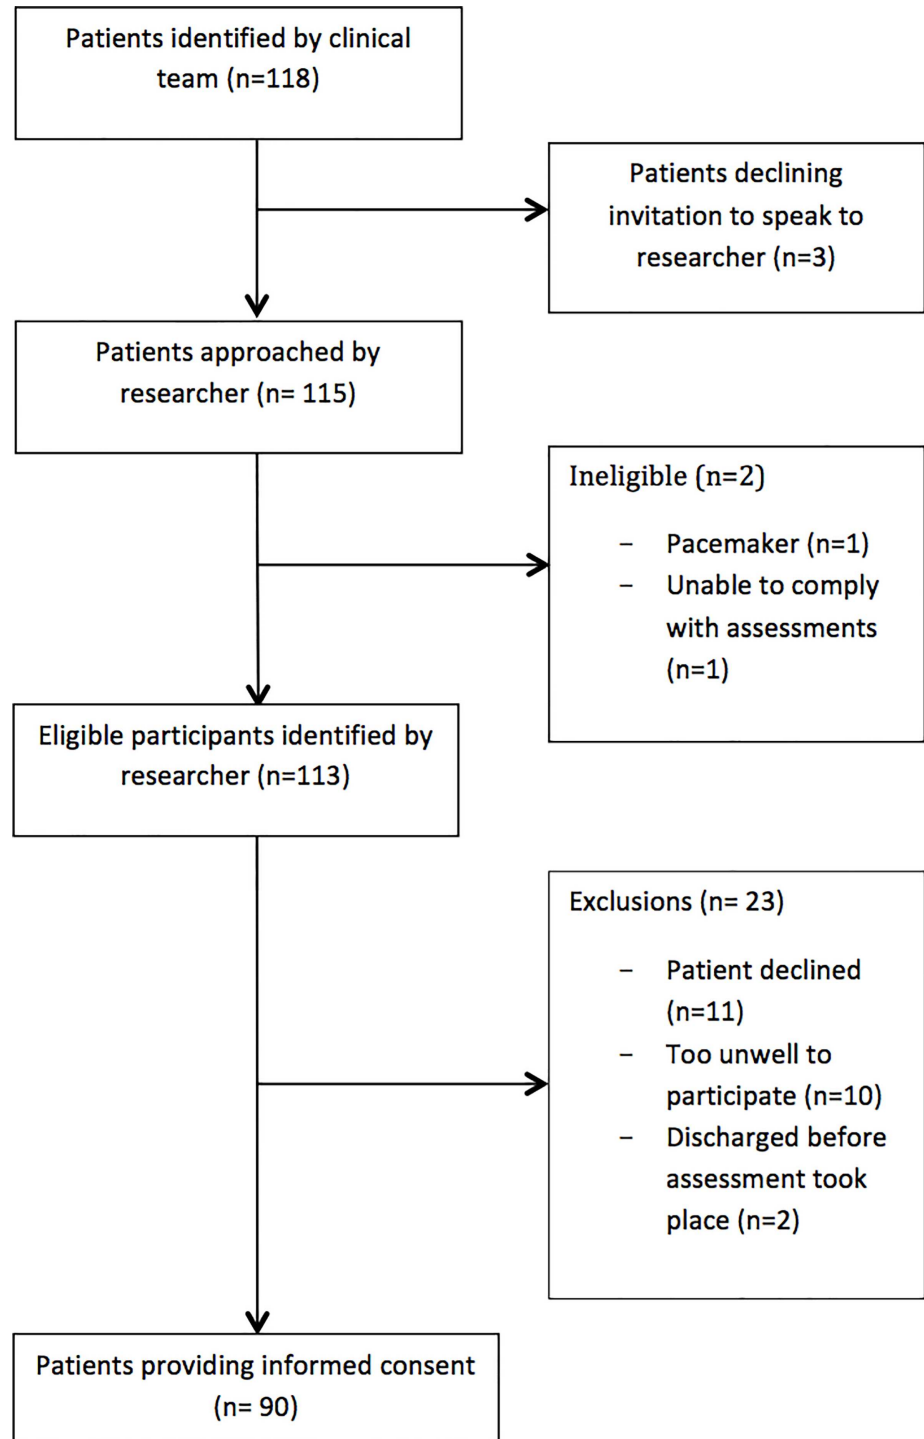 Patients identified by clinical
team (n=118)
Patients declining
invitation to speak to
researcher (n=3)
Patients approached by
researcher (n= 115)
Ineligible (n=2)
– Pacemaker (n=1)
– Unable to comply
with assessments
(n=1)
Eligible participants identified by
researcher (n=113)
Exclusions (n= 23)
– Patient declined
(n=11)
– Too unwell to
participate (n=10)
– Discharged before
assessment took
place (n=2)
Patients providing informed consent
(n= 90)